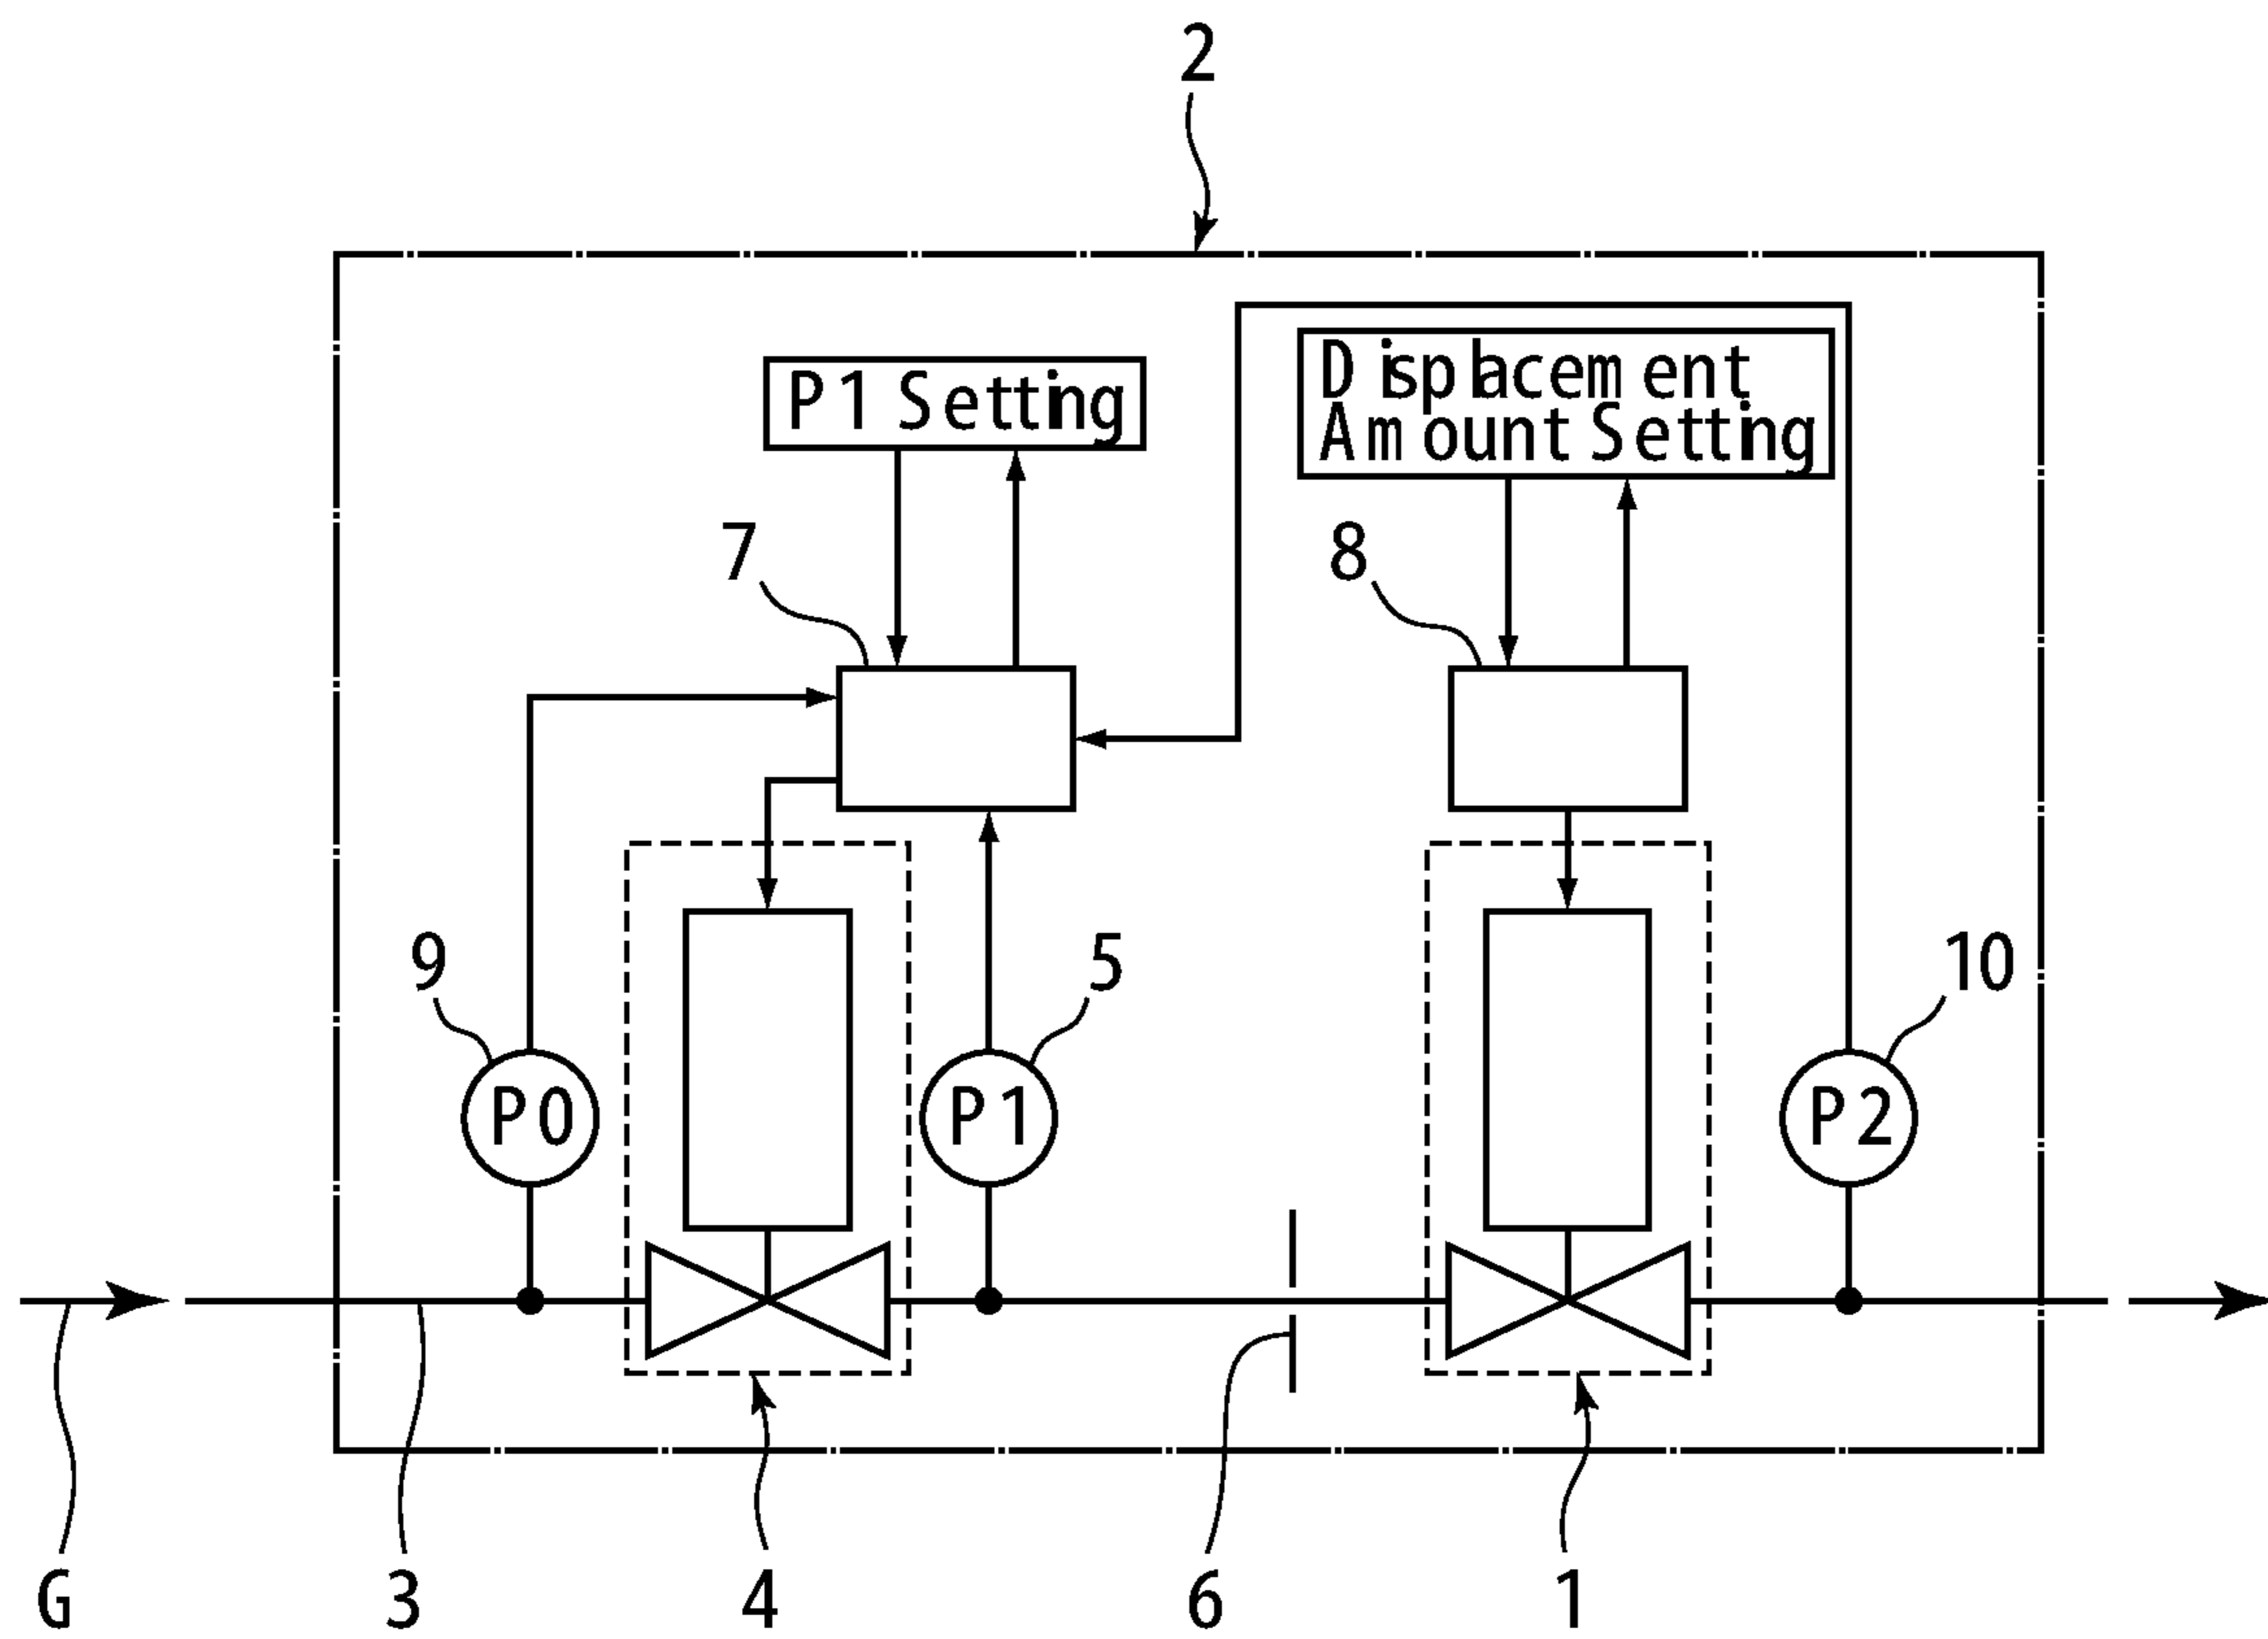 2
P1 Setting
Displacement
Amount Setting
7
8
9
5
10
P0
P1
P2
G
3
4
6
1